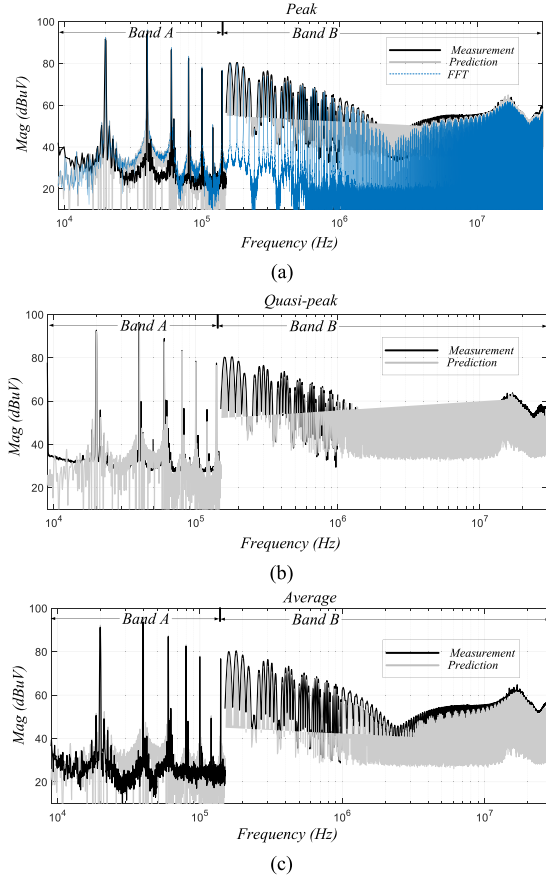 Peak
100
Band A
Band B
Measurement
Prediction
FFT
80
60
40
20
Mag (dBuV)
10^4
10^5
10^6
10^7
Frequency (Hz)
(a)
Quasi-peak
100
Band A
Band B
Measurement
Prediction
80
60
40
20
Mag (dBuV)
10^4
10^5
10^6
10^7
Frequency (Hz)
(b)
Average
100
Band A
Band B
Measurement
Prediction
80
60
40
20
Mag (dBuV)
10^4
10^5
10^6
10^7
Frequency (Hz)
(c)